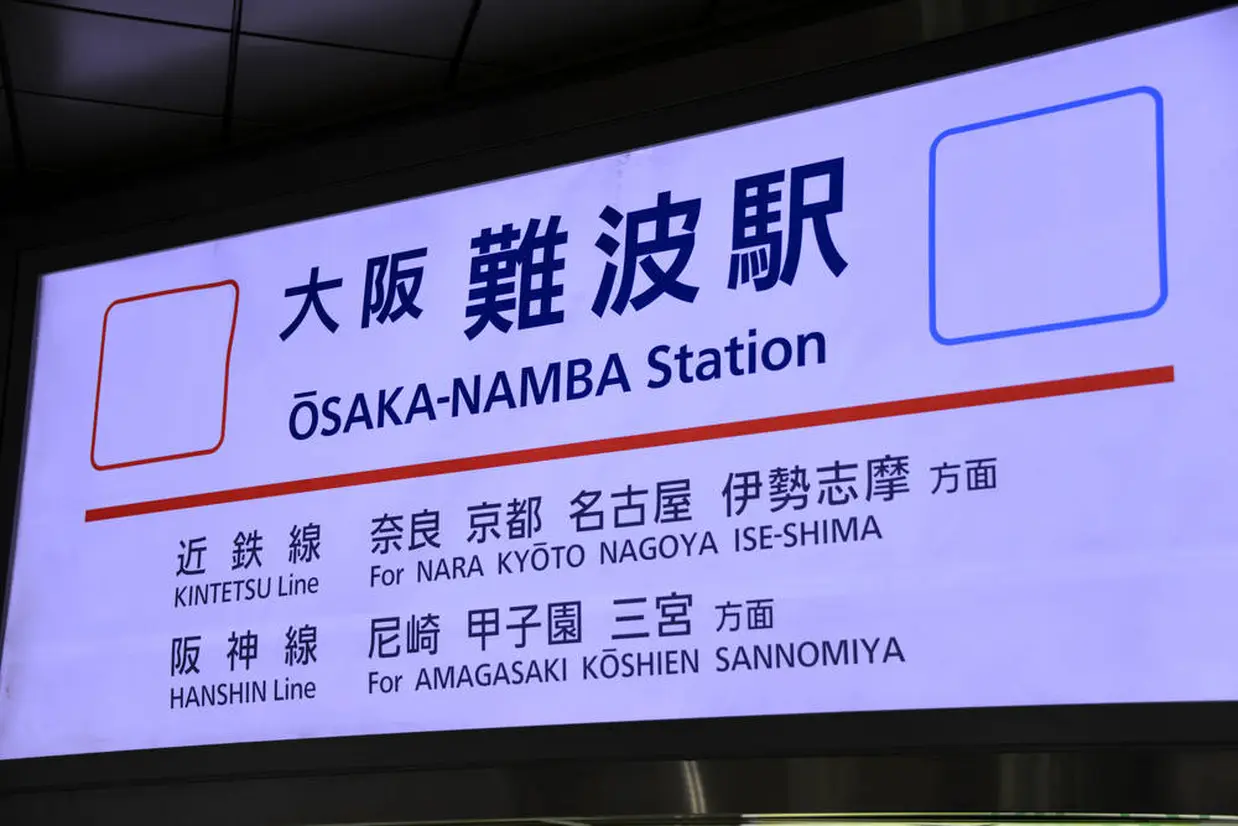 大阪 難波駅
ŌSAKA-NAMBA Station
近鉄線 奈良 京都 名古屋 伊勢志摩 方面
KINTETSU Line For NARA KYŌTO NAGOYA ISE-SHIMA
阪神線 尼崎 甲子園 三宮 方面
HANSHIN Line For AMAGASAKI KŌSHIEN SANNOMIYA